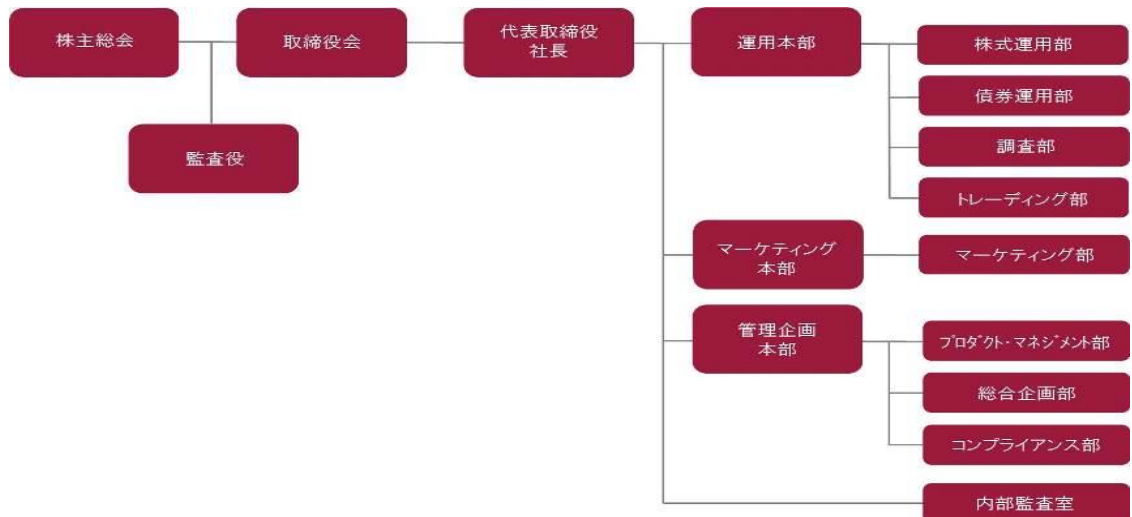 株主総会
取締役会
代表取締役
社長
運用本部
株式運用部
債券運用部
監査役
調査部
トレーディング部
マーケティング
本部
マーケティング部
管理企画
本部
プロダクト・マネジメント部
総合企画部
コンプライアンス部
内部監査室